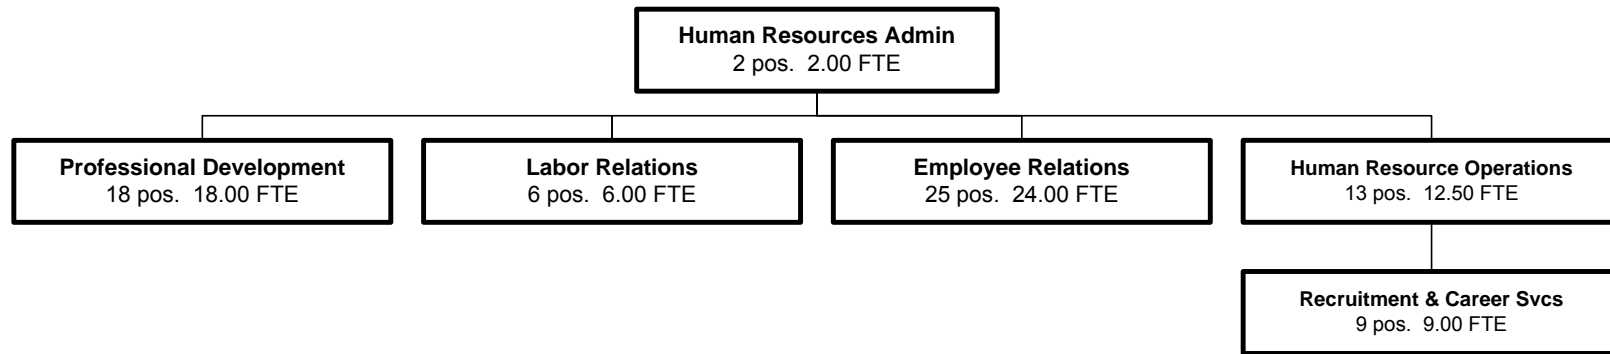 Human Resources Admin
2 pos.  2.00 FTE
Professional Development
18 pos.  18.00 FTE
Labor Relations
6 pos.  6.00 FTE
Employee Relations
25 pos.  24.00 FTE
Human Resource Operations
13 pos.  12.50 FTE
Recruitment & Career Svcs
9 pos.  9.00 FTE